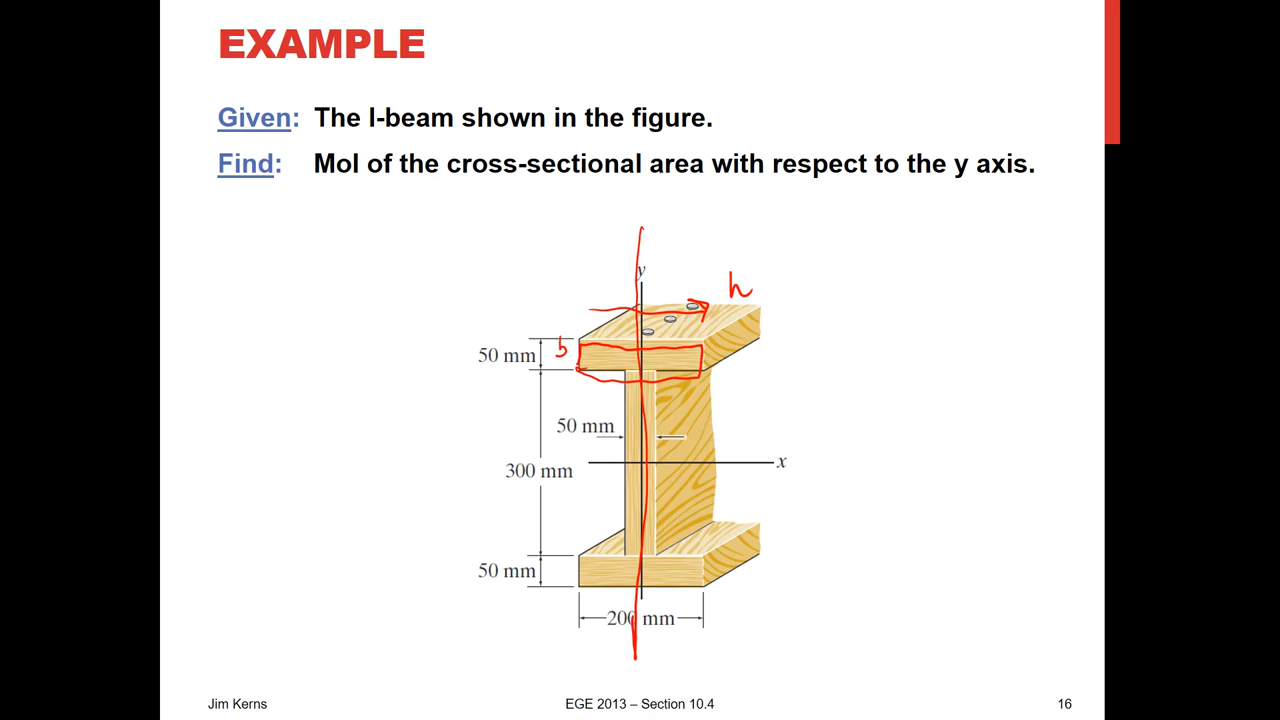 EXAMPLE
Given: The I-beam shown in the figure.
Find: MoI of the cross-sectional area with respect to the y axis.
y
h
b
50 mm
50 mm
x
300 mm
50 mm
200 mm
Jim Kerns
EGE 2013 – Section 10.4
16